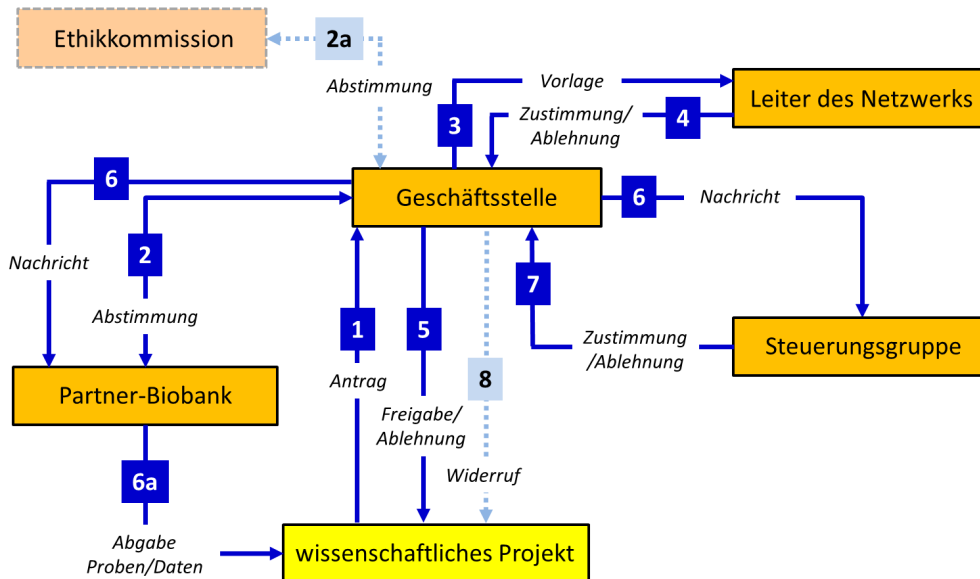 Ethikkommission
2a
Abstimmung
Vorlage
Leiter des Netzwerks
3
Zustimmung/
Ablehnung
4
6
Geschäftsstelle
6
Nachricht
Nachricht
2
Abstimmung
7
1
5
Zustimmung
/Ablehnung
Steuerungsgruppe
8
Antrag
Partner-Biobank
Freigabe/
Ablehnung
6a
Widerruf
Abgabe
Proben/Daten
wissenschaftliches Projekt